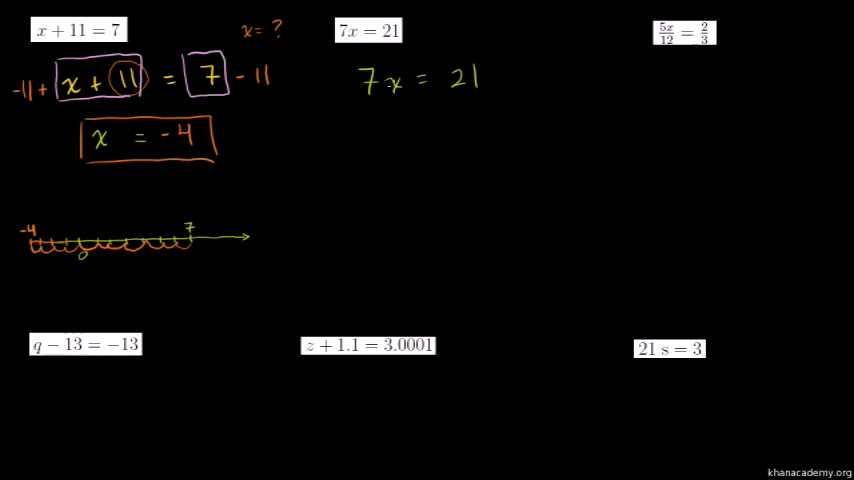 x + 11 = 7
x = ?
7x = 21
5x/12 = 2/3
-11 + x + 11 = 7 - 11
7x = 21
x = -4
-4
7
0
q − 13 = −13
z + 1.1 = 3.0001
21 s = 3
khanacademy.org